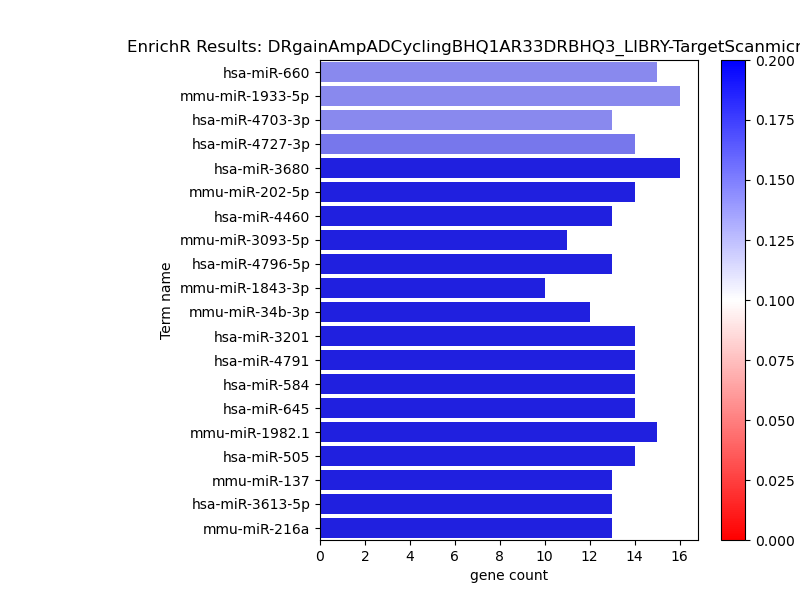 EnrichR Results: DRgainAmpADCyclingBHQ1AR33DRBHQ3_LIBRY-TargetScanmicr
hsa-miR-660
mmu-miR-1933-5p
hsa-miR-4703-3p
hsa-miR-4727-3p
hsa-miR-3680
mmu-miR-202-5p
hsa-miR-4460
mmu-miR-3093-5p
hsa-miR-4796-5p
mmu-miR-1843-3p
mmu-miR-34b-3p
hsa-miR-3201
hsa-miR-4791
hsa-miR-584
hsa-miR-645
mmu-miR-1982.1
hsa-miR-505
mmu-miR-137
hsa-miR-3613-5p
mmu-miR-216a
Term name
0 2 4 6 8 10 12 14 16
gene count
0.200
0.175
0.150
0.125
0.100
0.075
0.050
0.025
0.000